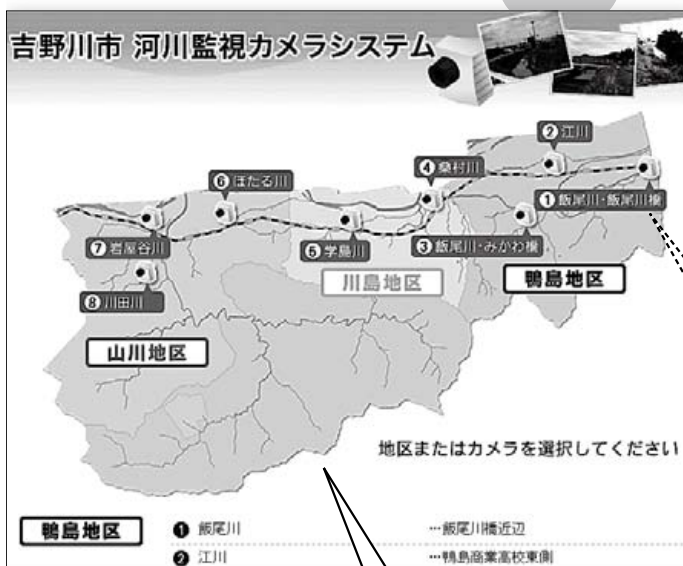 吉野川市 河川監視カメラシステム
② 江川
④ 桑村川
⑥ ほたる川
① 飯尾川・飯尾川橋
⑦ 岩屋谷川
⑤ 学島川
③ 飯尾川・みかわ橋
川島地区
鴨島地区
⑧ 川田川
山川地区
地区またはカメラを選択してください
鴨島地区
❶ 飯尾川 …飯尾川橋近辺
❷ 江川 …鴨島商業高校東側